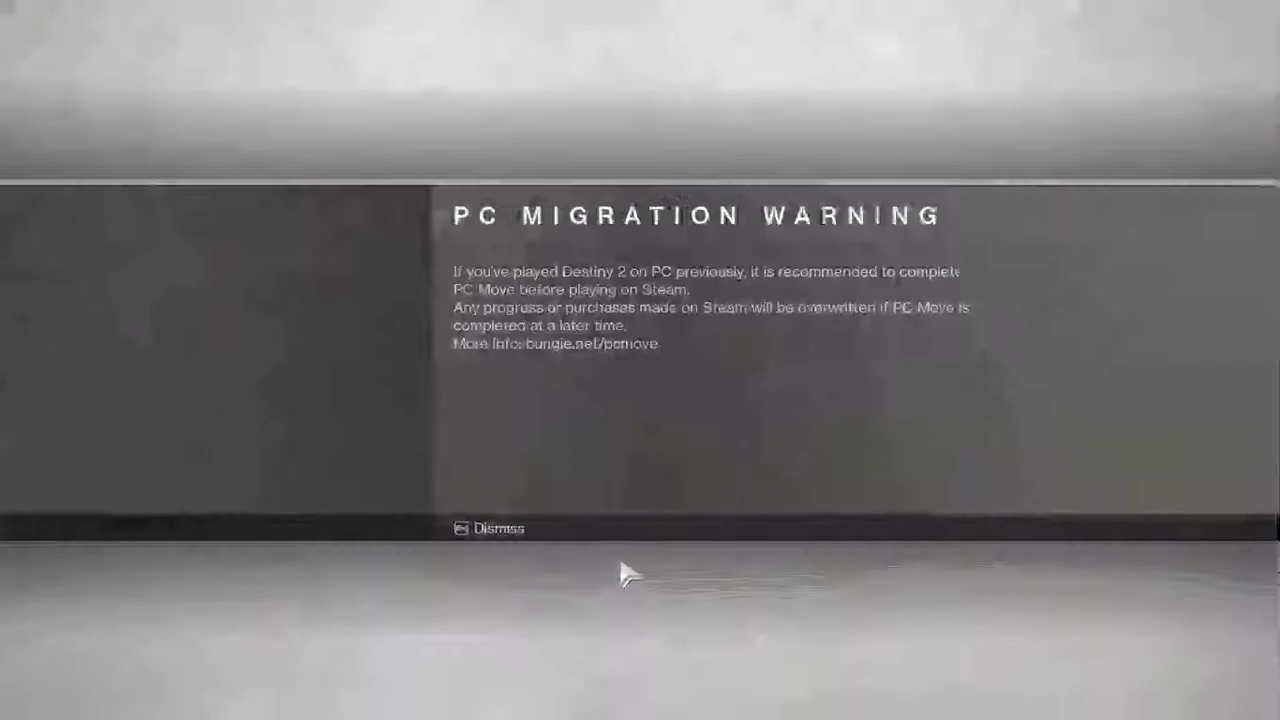 PC MIGRATION WARNING
If you've played Destiny 2 on PC previously, it is recommended to complete
PC Move before playing on Steam.
Any progress or purchases made on Steam will be overwritten if PC Move is
completed at a later time.
More Info: bungie.net/pcmove
Dismiss